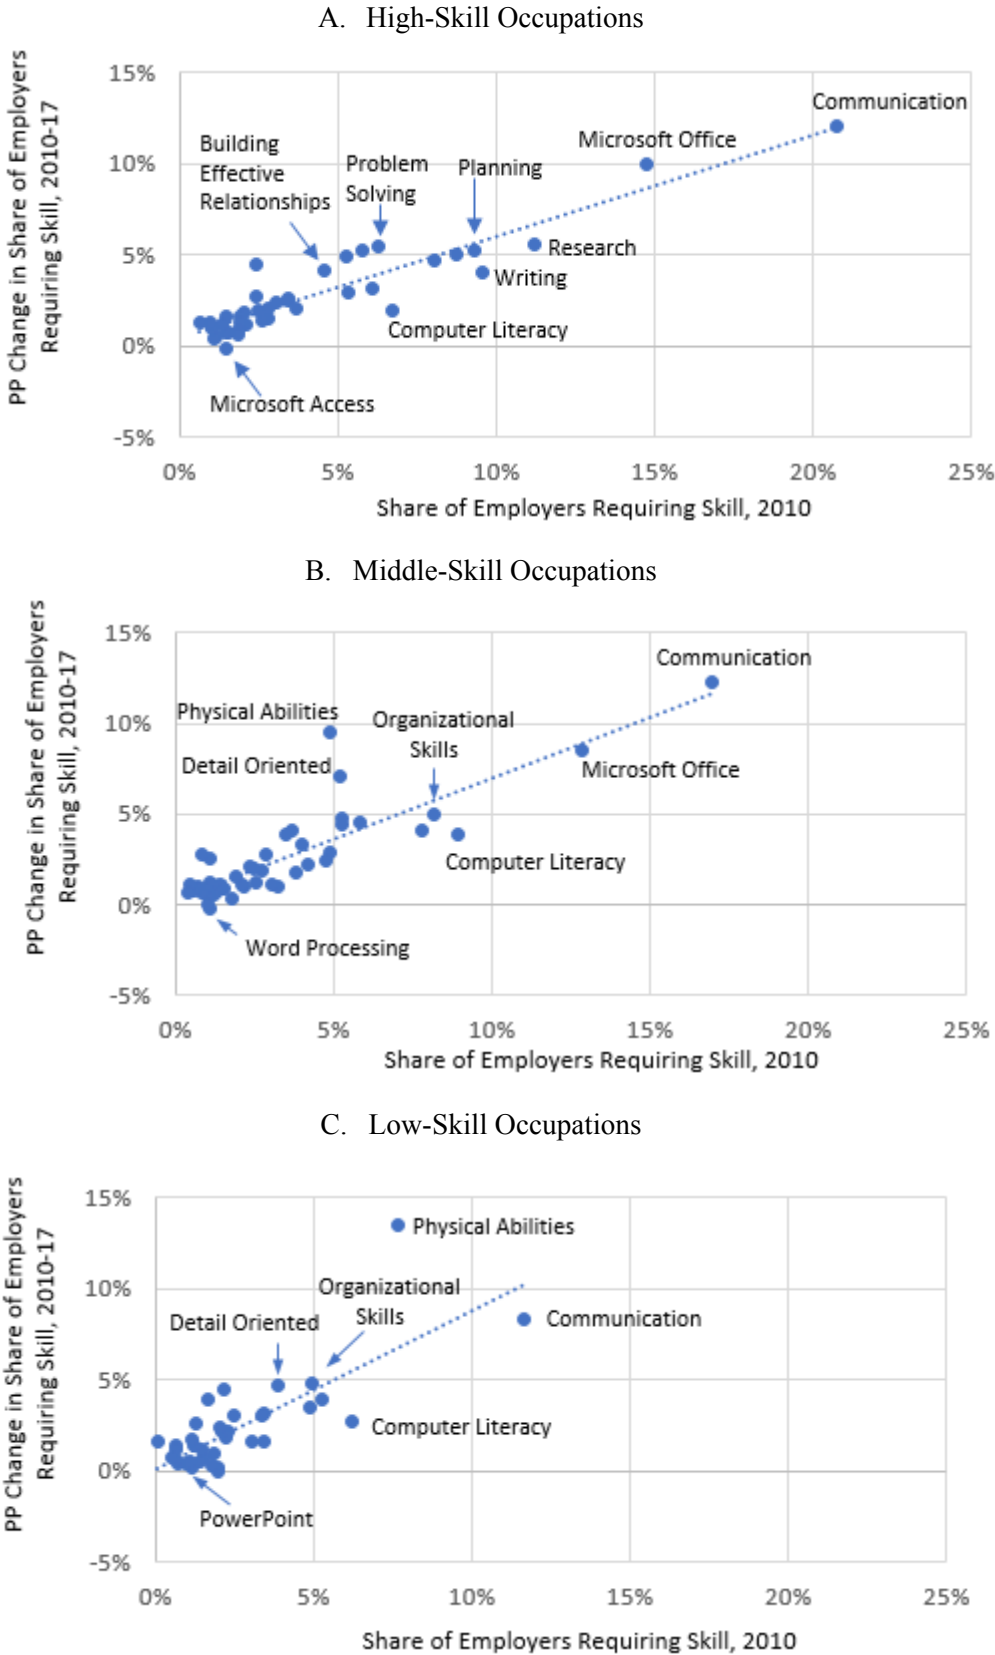 A. High-Skill Occupations
PP Change in Share of Employers
Requiring Skill, 2010-17
15%
10%
5%
0%
-5%
Communication
Microsoft Office
Building
Effective
Relationships
Problem
Solving
Planning
Research
Writing
Computer Literacy
Microsoft Access
0%
5%
10%
15%
20%
25%
Share of Employers Requiring Skill, 2010
B. Middle-Skill Occupations
PP Change in Share of Employers
Requiring Skill, 2010-17
15%
10%
5%
0%
-5%
Communication
Physical Abilities
Organizational
Skills
Detail Oriented
Microsoft Office
Computer Literacy
Word Processing
0%
5%
10%
15%
20%
25%
Share of Employers Requiring Skill, 2010
C. Low-Skill Occupations
PP Change in Share of Employers
Requiring Skill, 2010-17
15%
10%
5%
0%
-5%
Physical Abilities
Organizational
Skills
Detail Oriented
Communication
Computer Literacy
PowerPoint
0%
5%
10%
15%
20%
25%
Share of Employers Requiring Skill, 2010